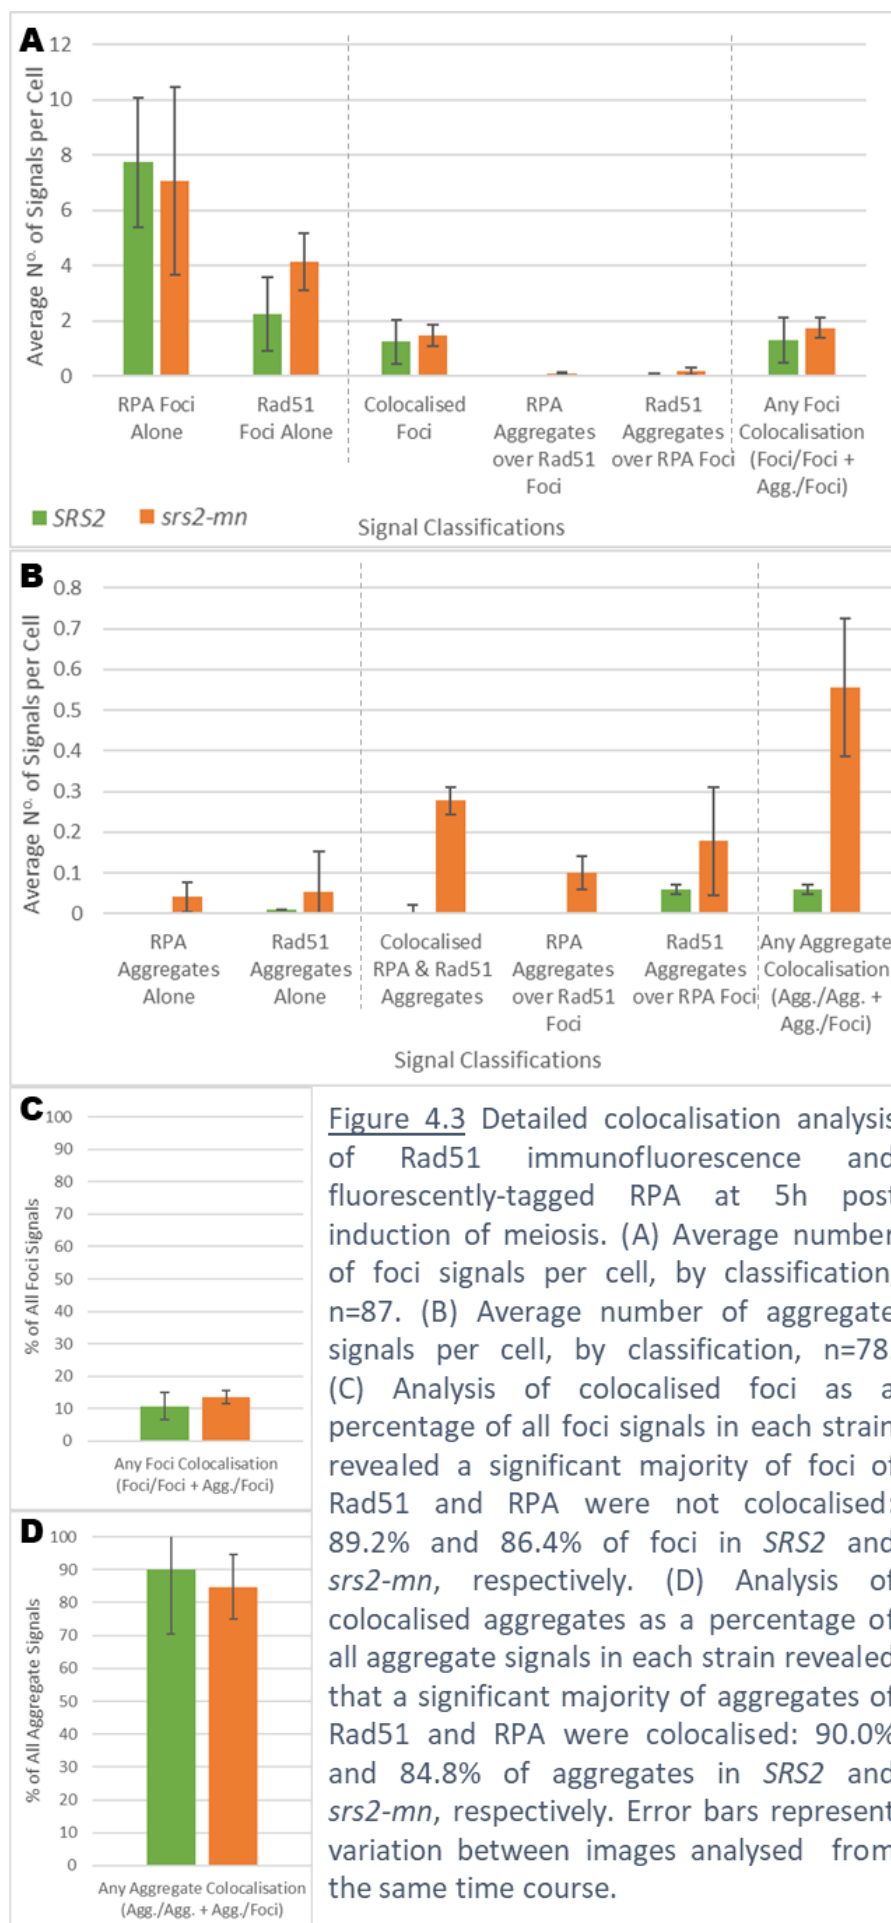 A
12
10
8
6
4
2
0
Average Nº. of Signals per Cell
RPA Foci
Alone
Rad51
Foci Alone
Colocalised
Foci
RPA
Aggregates
over Rad51
Foci
Rad51
Aggregates
over RPA Foci
Any Foci
Colocalisation
(Foci/Foci +
Agg./Foci)
SRS2 srs2-mn
Signal Classifications
B
0.8
0.7
0.6
0.5
0.4
0.3
0.2
0.1
0
Average Nº. of Signals per Cell
RPA
Aggregates
Alone
Rad51
Aggregates
Alone
Colocalised
RPA & Rad51
Aggregates
RPA
Aggregates
over Rad51
Foci
Rad51
Aggregates
over RPA Foci
Any Aggregate
Colocalisation
(Agg./Agg. +
Agg./Foci)
Signal Classifications
C
100
90
80
70
60
50
40
30
20
10
0
% of All Foci Signals
Any Foci Colocalisation
(Foci/Foci + Agg./Foci)
D
100
90
80
70
60
50
40
30
20
10
0
% of All Aggregate Signals
Any Aggregate Colocalisation
(Agg./Agg. + Agg./Foci)
Figure 4.3 Detailed colocalisation analysis
of Rad51 immunofluorescence and
fluorescently-tagged RPA at 5h post
induction of meiosis. (A) Average number
of foci signals per cell, by classification,
n=87. (B) Average number of aggregate
signals per cell, by classification, n=78.
(C) Analysis of colocalised foci as a
percentage of all foci signals in each strain
revealed a significant majority of foci of
Rad51 and RPA were not colocalised:
89.2% and 86.4% of foci in SRS2 and
srs2-mn, respectively. (D) Analysis of
colocalised aggregates as a percentage of
all aggregate signals in each strain revealed
that a significant majority of aggregates of
Rad51 and RPA were colocalised: 90.0%
and 84.8% of aggregates in SRS2 and
srs2-mn, respectively. Error bars represent
variation between images analysed from
the same time course.